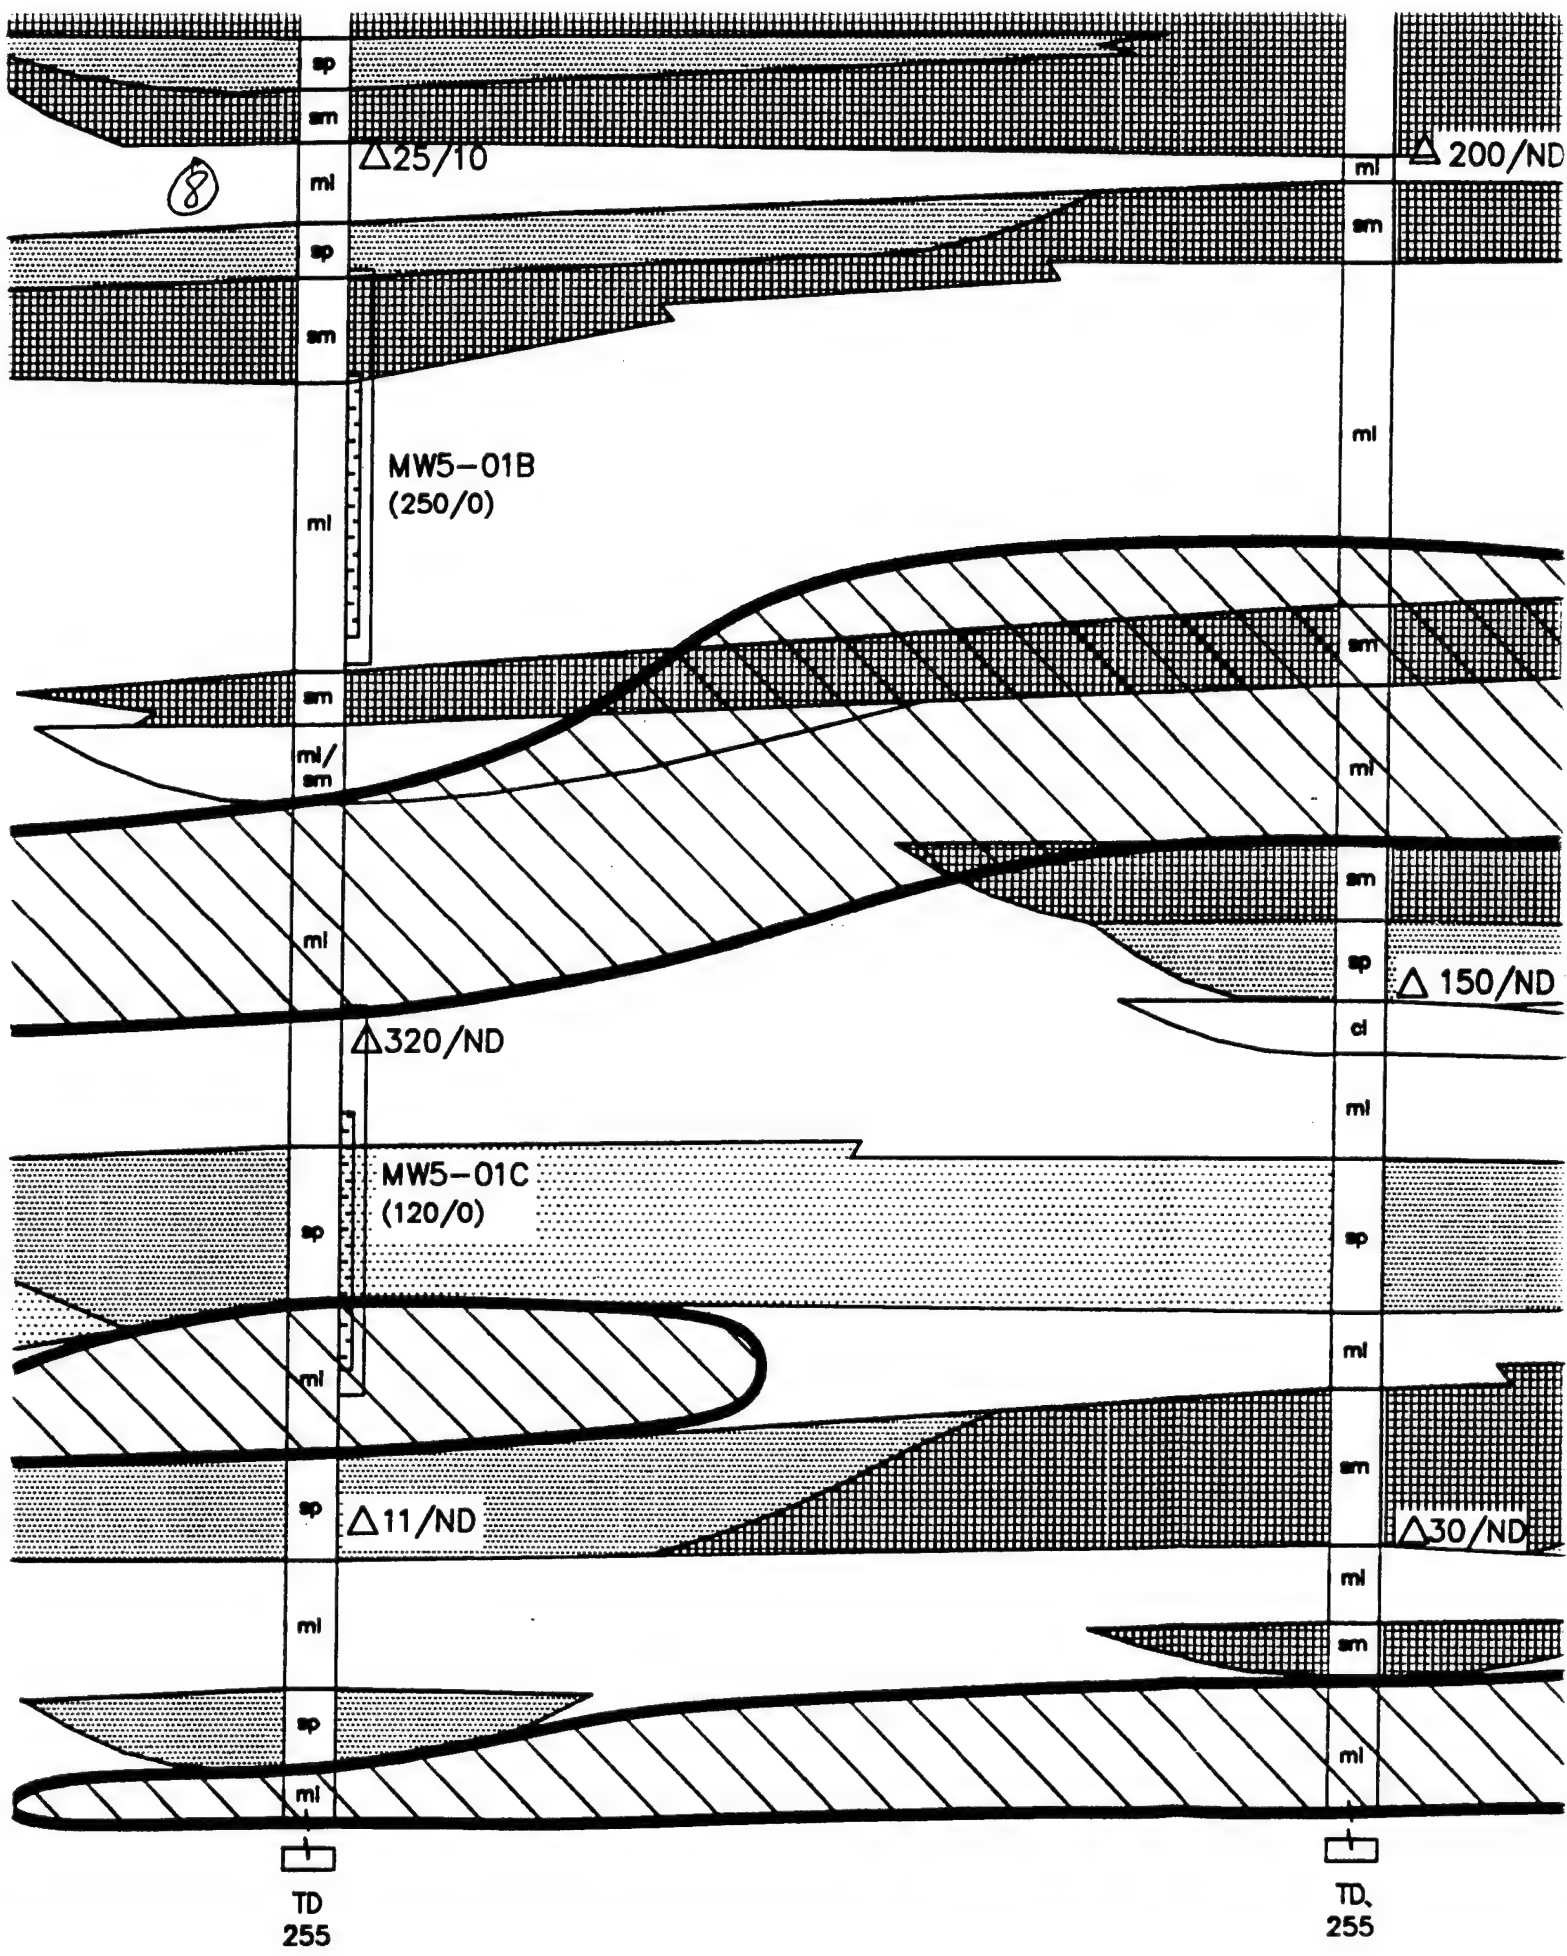 sp
sm
△25/10
△ 200/ND
ml
ml
8
sm
sp
sm
ml
MW5-01B
(250/0)
ml
sm
sm
ml/
sm
ml
sm
ml
sp
△ 150/ND
cl
△320/ND
ml
MW5-01C
(120/0)
sp
sp
ml
ml
sm
sp
△11/ND
△30/ND
ml
ml
sm
sp
ml
ml
TD
255
TD
255